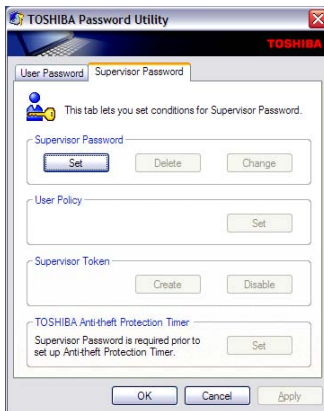 TOSHIBA Password Utility
TOSHIBA
User Password Supervisor Password
This tab lets you set conditions for Supervisor Password.
Supervisor Password
Set Delete Change
User Policy
Set
Supervisor Token
Create Disable
TOSHIBA Anti-theft Protection Timer
Supervisor Password is required prior to
set up Anti-theft Protection Timer.
Set
OK Cancel Apply